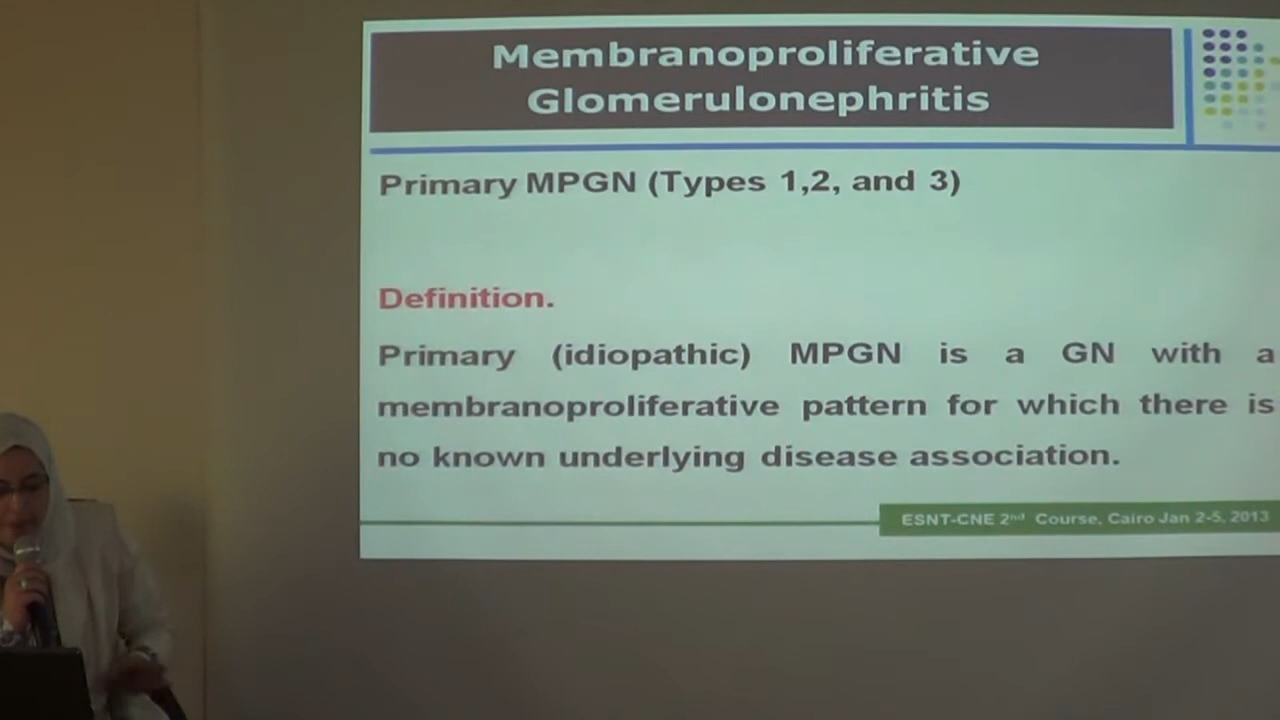 Membranoproliferative
Glomerulonephritis
Primary MPGN (Types 1,2, and 3)
Definition.
Primary (idiopathic) MPGN is a GN with a
membranoproliferative pattern for which there is
no known underlying disease association.
ESNT-CNE 2nd Course, Cairo Jan 2-5, 2013